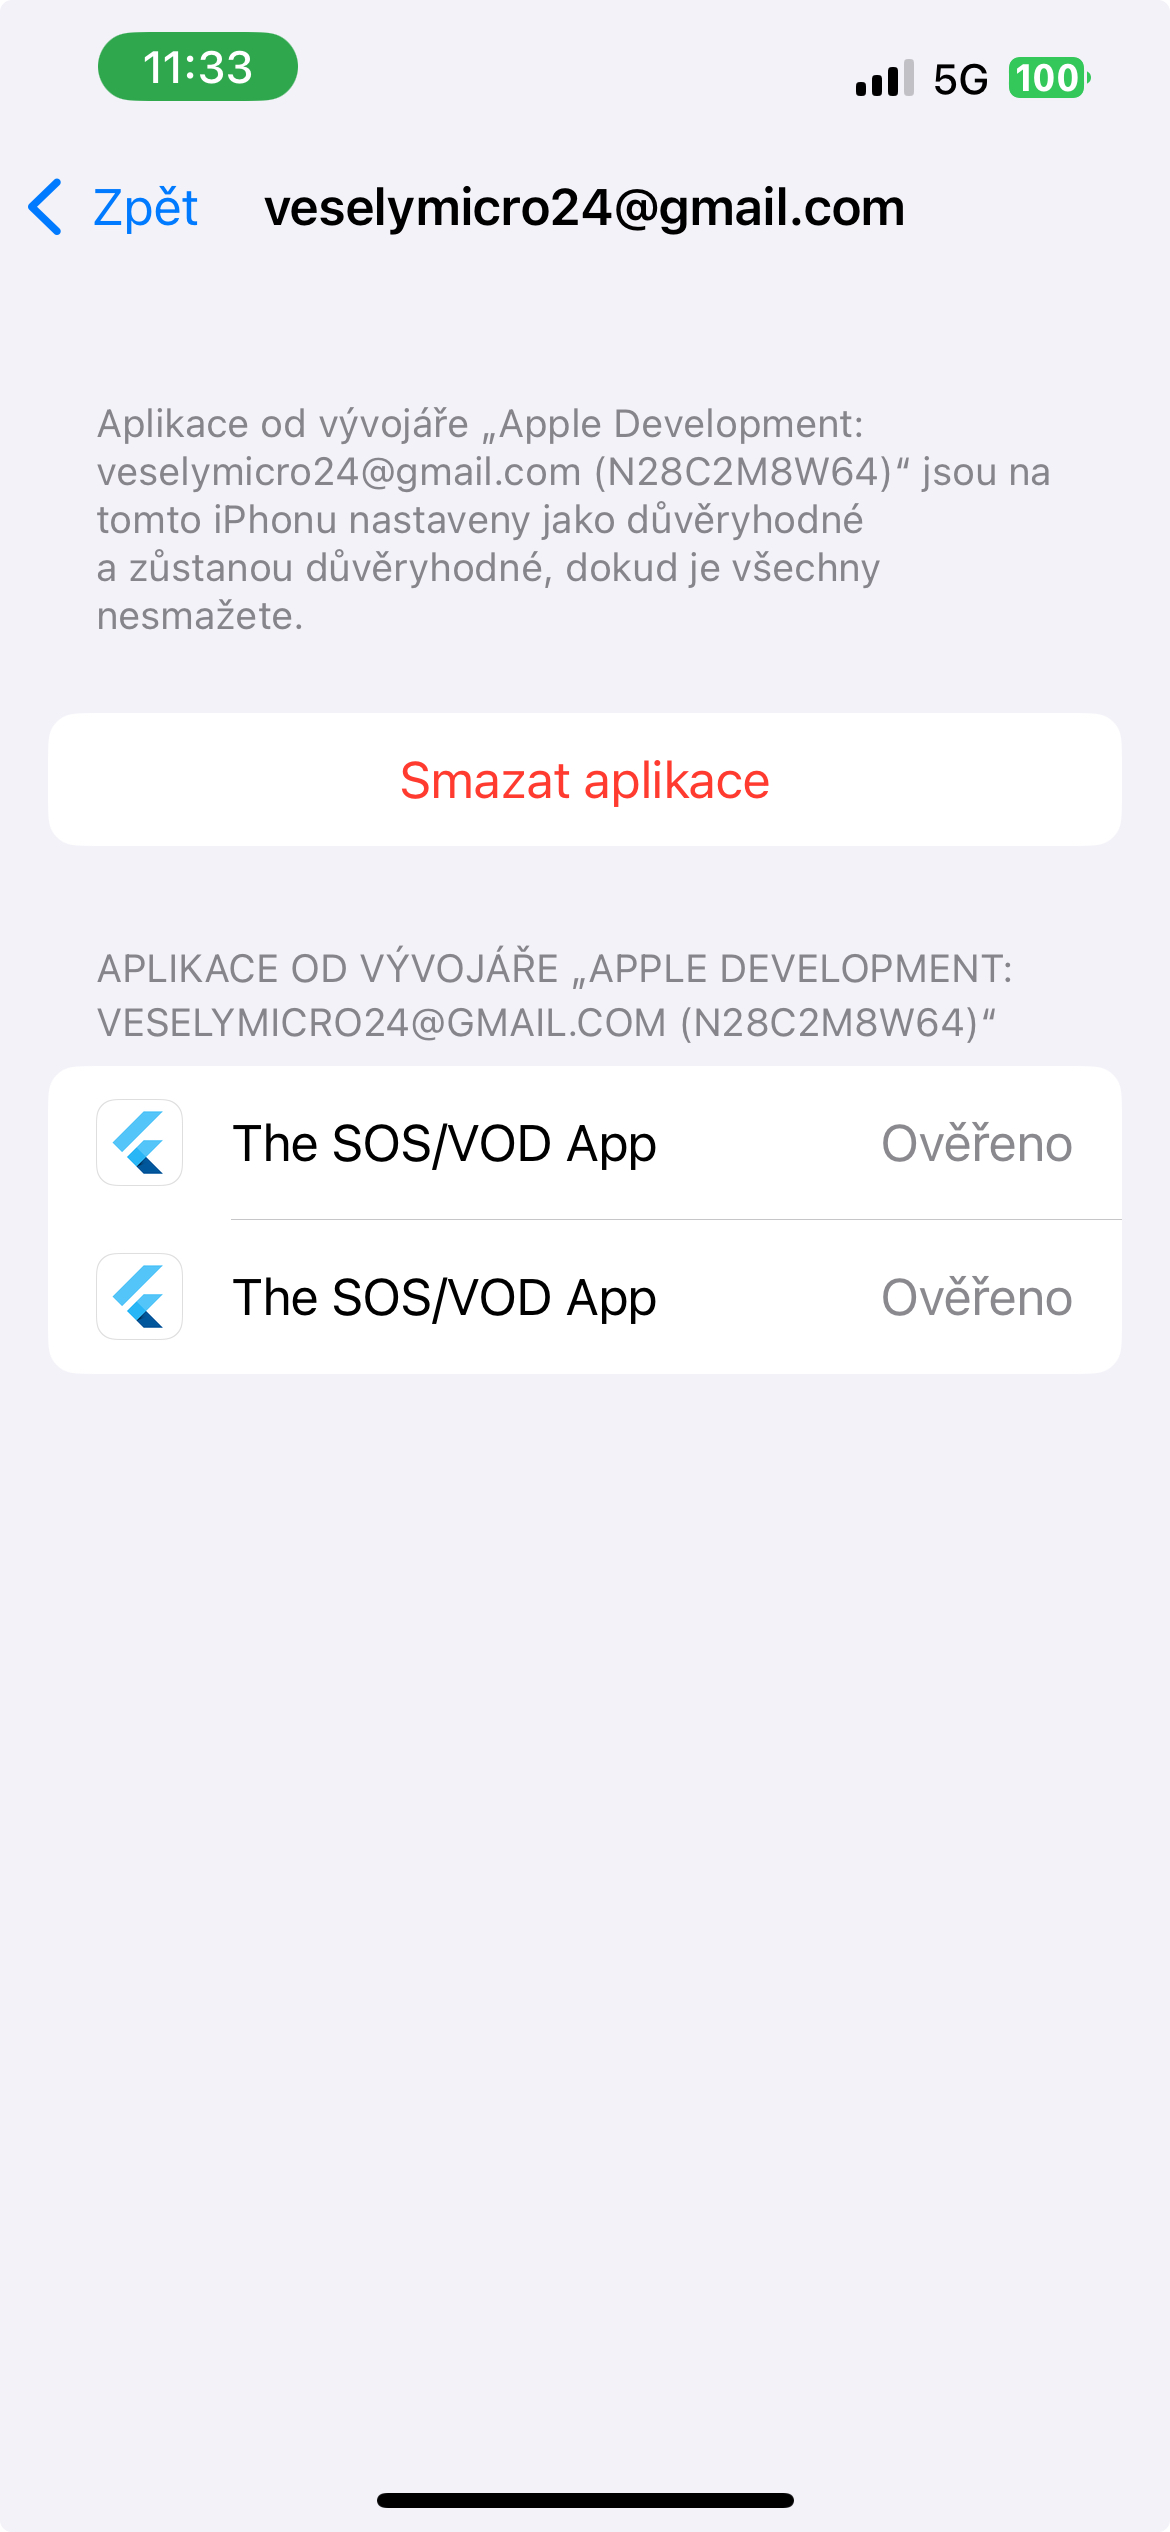 11:33
5G
100
Zpět
veselymicro24@gmail.com
Aplikace od vývojáře „Apple Development:
veselymicro24@gmail.com (N28C2M8W64)“ jsou na
tomto iPhonu nastaveny jako důvěryhodné
a zůstanou důvěryhodné, dokud je všechny
nesmažete.
Smazat aplikace
APLIKACE OD VÝVOJÁŘE „APPLE DEVELOPMENT:
VESELYMICRO24@GMAIL.COM (N28C2M8W64)“
The SOS/VOD App
Ověřeno
The SOS/VOD App
Ověřeno